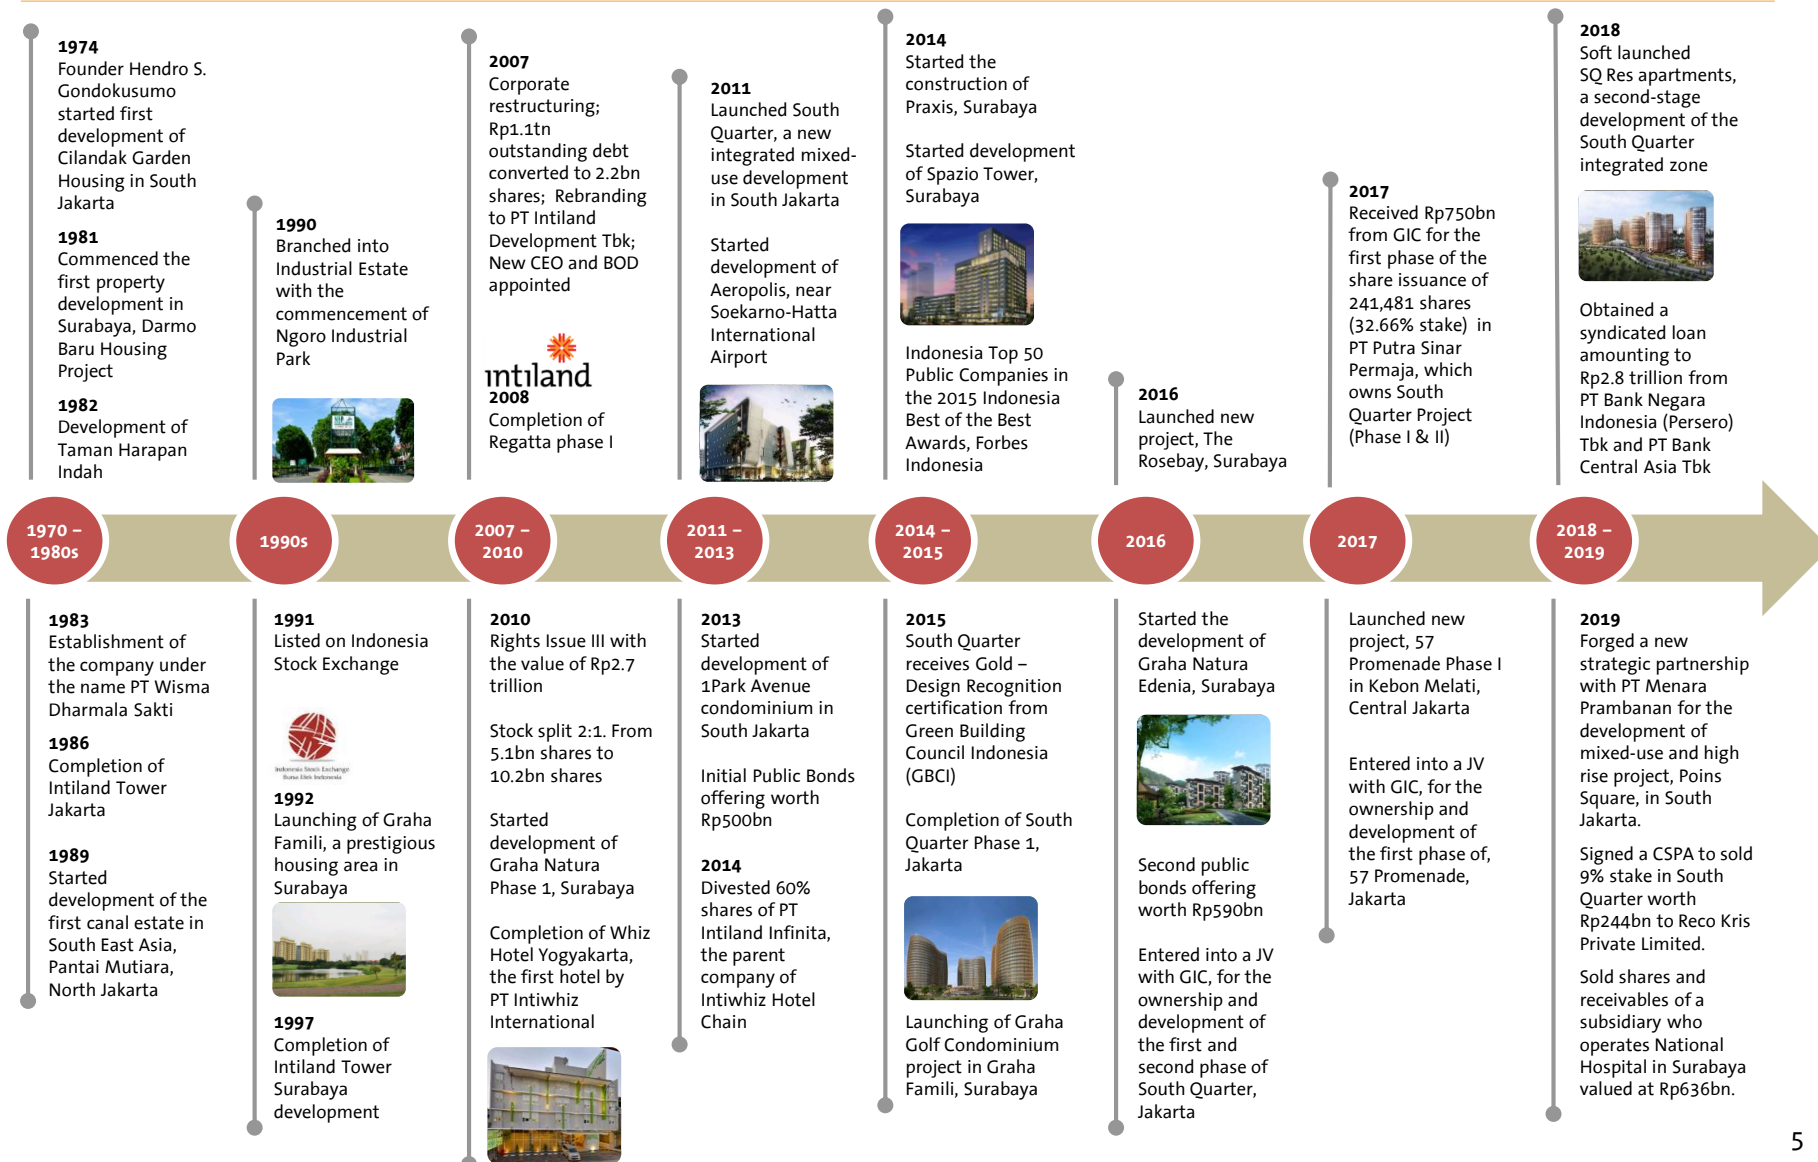 1974
Founder Hendro S.
Gondokusumo
started first
development of
Cilandak Garden
Housing in South
Jakarta
1981
Commenced the
first property
development in
Surabaya, Darmo
Baru Housing
Project
1982
Development of
Taman Harapan
Indah
1990
Branched into
Industrial Estate
with the
commencement of
Ngoro Industrial
Park
2007
Corporate
restructuring;
Rp1.1tn
outstanding debt
converted to 2.2bn
shares; Rebranding
to PT Intiland
Development Tbk;
New CEO and BOD
appointed
intiland
2008
Completion of
Regatta phase I
2011
Launched South
Quarter, a new
integrated mixed-
use development
in South Jakarta
Started
development of
Aeropolis, near
Soekarno-Hatta
International
Airport
2014
Started the
construction of
Praxis, Surabaya
Started development
of Spazio Tower,
Surabaya
Indonesia Top 50
Public Companies in
the 2015 Indonesia
Best of the Best
Awards, Forbes
Indonesia
2016
Launched new
project, The
Rosebay, Surabaya
2017
Received Rp750bn
from GIC for the
first phase of the
share issuance of
241,481 shares
(32.66% stake) in
PT Putra Sinar
Permaja, which
owns South
Quarter Project
(Phase I & II)
2018
Soft launched
SQ Res apartments,
a second-stage
development of the
South Quarter
integrated zone
Obtained a
syndicated loan
amounting to
Rp2.8 trillion from
PT Bank Negara
Indonesia (Persero)
Tbk and PT Bank
Central Asia Tbk
1970 –
1980s
1990s
2007 –
2010
2011 –
2013
2014 –
2015
2016
2017
2018 –
2019
1983
Establishment of
the company under
the name PT Wisma
Dharmala Sakti
1986
Completion of
Intiland Tower
Jakarta
1989
Started
development of the
first canal estate in
South East Asia,
Pantai Mutiara,
North Jakarta
1991
Listed on Indonesia
Stock Exchange
Indonesia Stock Exchange
Bursa Efek Indonesia
1992
Launching of Graha
Famili, a prestigious
housing area in
Surabaya
1997
Completion of
Intiland Tower
Surabaya
development
2010
Rights Issue III with
the value of Rp2.7
trillion
Stock split 2:1. From
5.1bn shares to
10.2bn shares
Started
development of
Graha Natura
Phase 1, Surabaya
Completion of Whiz
Hotel Yogyakarta,
the first hotel by
PT Intiwhiz
International
2013
Started
development of
1Park Avenue
condominium in
South Jakarta
Initial Public Bonds
offering worth
Rp500bn
2014
Divested 60%
shares of PT
Intiland Infinita,
the parent
company of
Intiwhiz Hotel
Chain
2015
South Quarter
receives Gold –
Design Recognition
certification from
Green Building
Council Indonesia
(GBCI)
Completion of South
Quarter Phase 1,
Jakarta
Launching of Graha
Golf Condominium
project in Graha
Famili, Surabaya
Started the
development of
Graha Natura
Edenia, Surabaya
Second public
bonds offering
worth Rp590bn
Entered into a JV
with GIC, for the
ownership and
development of
the first and
second phase of
South Quarter,
Jakarta
Launched new
project, 57
Promenade Phase I
in Kebon Melati,
Central Jakarta
Entered into a JV
with GIC, for the
ownership and
development of
the first phase of,
57 Promenade,
Jakarta
2019
Forged a new
strategic partnership
with PT Menara
Prambanan for the
development of
mixed-use and high
rise project, Poins
Square, in South
Jakarta.
Signed a CSPA to sold
9% stake in South
Quarter worth
Rp244bn to Reco Kris
Private Limited.
Sold shares and
receivables of a
subsidiary who
operates National
Hospital in Surabaya
valued at Rp636bn.
5